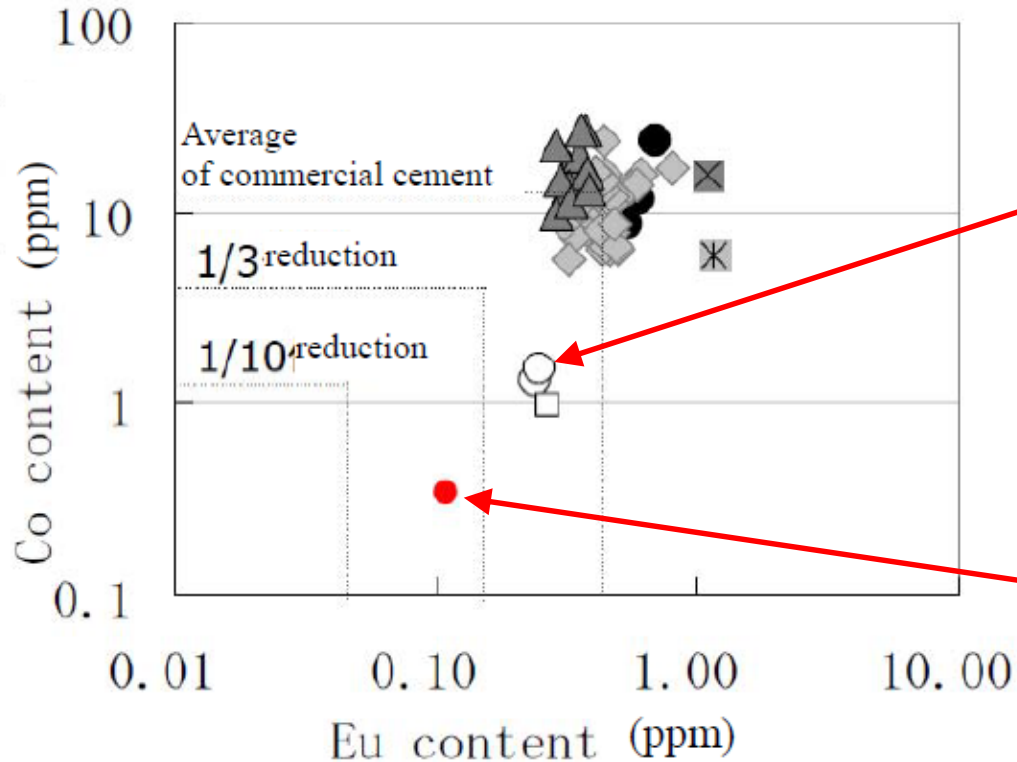 100
Average
of commercial cement
10
1/3 reduction
1/10 reduction
1
0.1
0.01 0.10 1.00 10.00
Co content (ppm)
Eu content (ppm)